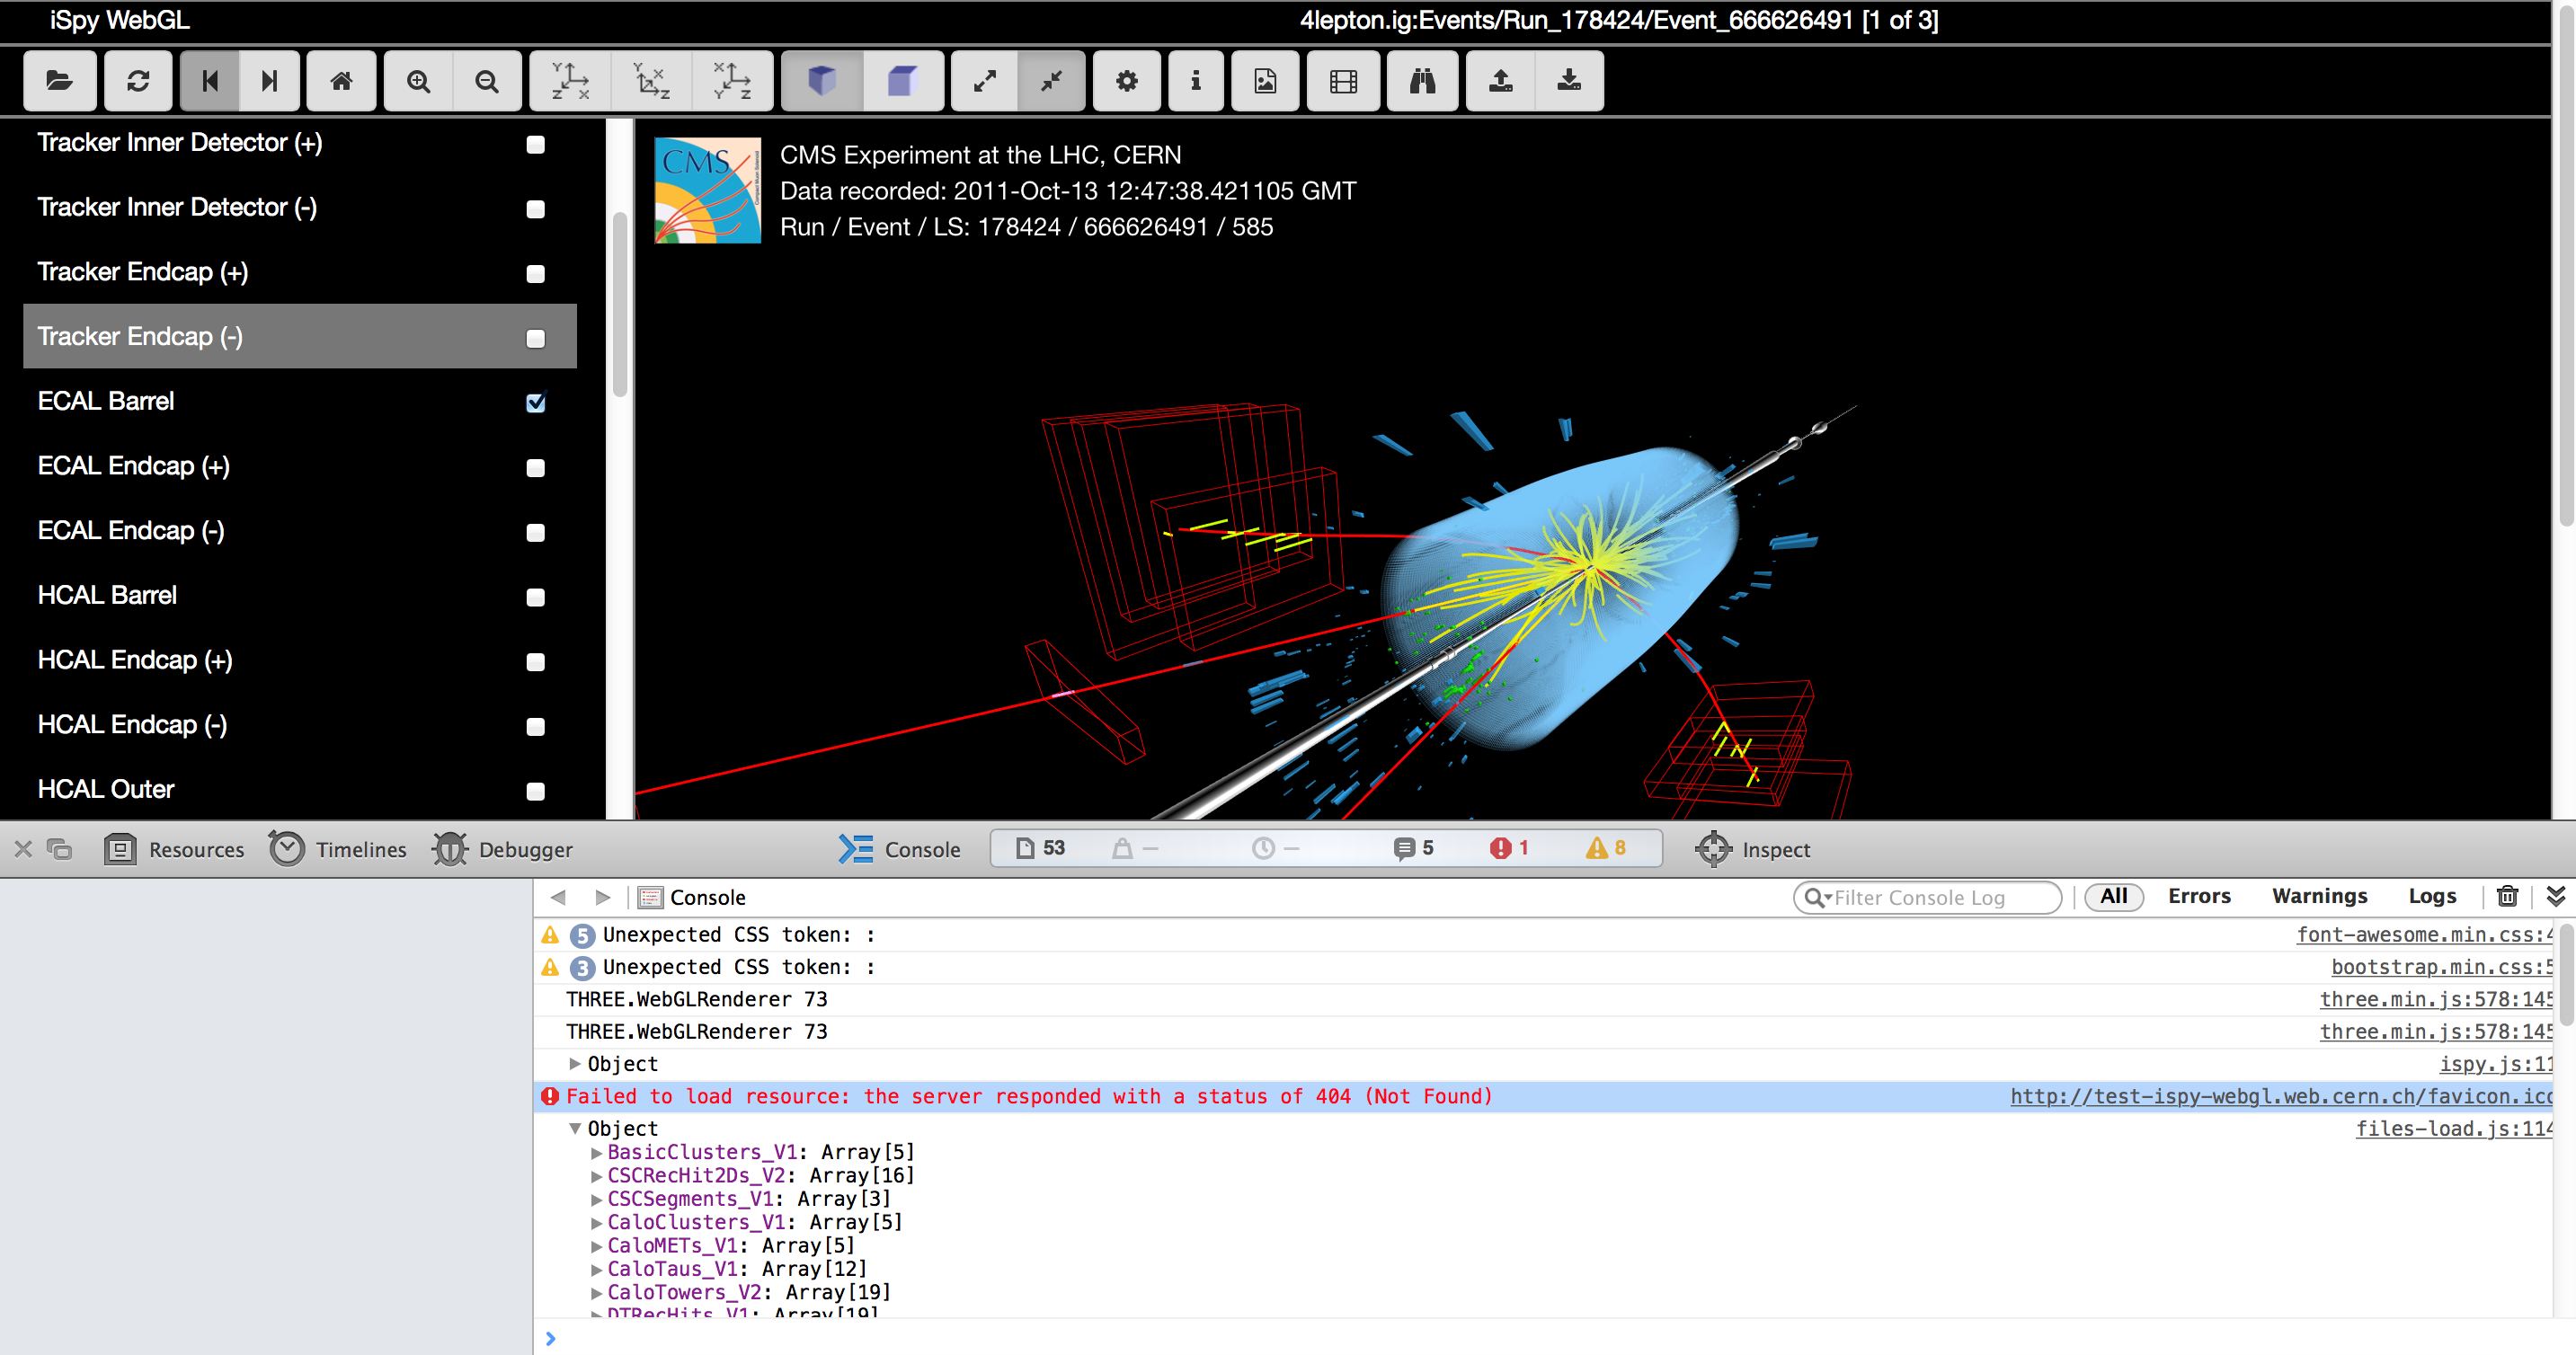 iSpy WebGL
4lepton.ig:Events/Run_178424/Event_666626491 [1 of 3]
Y Z X
Y X Z
X Y Z
Tracker Inner Detector (+)
Tracker Inner Detector (-)
Tracker Endcap (+)
Tracker Endcap (-)
ECAL Barrel
ECAL Endcap (+)
ECAL Endcap (-)
HCAL Barrel
HCAL Endcap (+)
HCAL Endcap (-)
HCAL Outer
CMS
CMS Experiment at the LHC, CERN
Data recorded: 2011-Oct-13 12:47:38.421105 GMT
Run / Event / LS: 178424 / 666626491 / 585
Resources Timelines Debugger Console 53 — — 5 1 8 Inspect
Console Filter Console Log All Errors Warnings Logs
5 Unexpected CSS token: : font-awesome.min.css:4
3 Unexpected CSS token: : bootstrap.min.css:5
THREE.WebGLRenderer 73 three.min.js:578:145
THREE.WebGLRenderer 73 three.min.js:578:145
Object ispy.js:11
Failed to load resource: the server responded with a status of 404 (Not Found) http://test-ispy-webgl.web.cern.ch/favicon.ico
Object files-load.js:114
BasicClusters_V1: Array[5]
CSCRecHit2Ds_V2: Array[16]
CSCSegments_V1: Array[3]
CaloClusters_V1: Array[5]
CaloMETs_V1: Array[5]
CaloTaus_V1: Array[12]
CaloTowers_V2: Array[19]
DTRecHits_V1: Array[19]